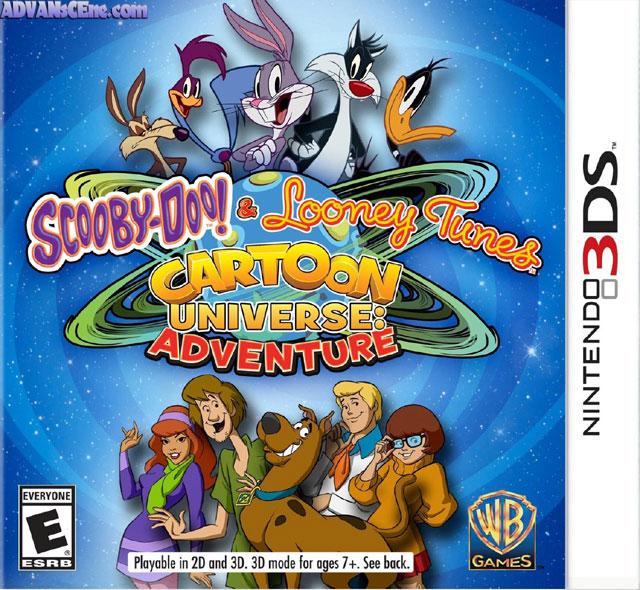 ADVANsCEne.com
SCOOBY-DOO! & Looney Tunes
CARTOON
UNIVERSE:
ADVENTURE
NINTENDO 3DS™
EVERYONE
E
ESRB
Playable in 2D and 3D. 3D mode for ages 7+. See back.
WB
GAMES